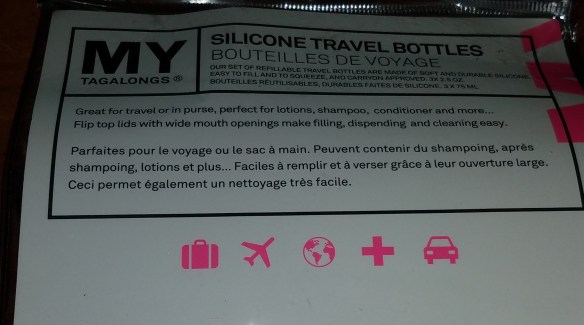 MY
TAGALONGS®
SILICONE TRAVEL BOTTLES
BOUTEILLES DE VOYAGE
OUR SET OF REFILLABLE TRAVEL BOTTLES ARE MADE OF SOFT AND DURABLE SILICONE.
EASY TO FILL AND TO SQUEEZE, AND CARRYON APPROVED. 3X 2.5 OZ.
BOUTEILLES RÉUTILISABLES, DURABLES FAITES DE SILICONE. 3 x 75 ML
Great for travel or in purse, perfect for lotions, shampoo, conditioner and more...
Flip top lids with wide mouth openings make filling, dispending and cleaning easy.
Parfaites pour le voyage ou le sac à main. Peuvent contenir du shampoing, après
shampoing, lotions et plus... Faciles à remplir et à verser grâce à leur ouverture large.
Ceci permet également un nettoyage très facile.